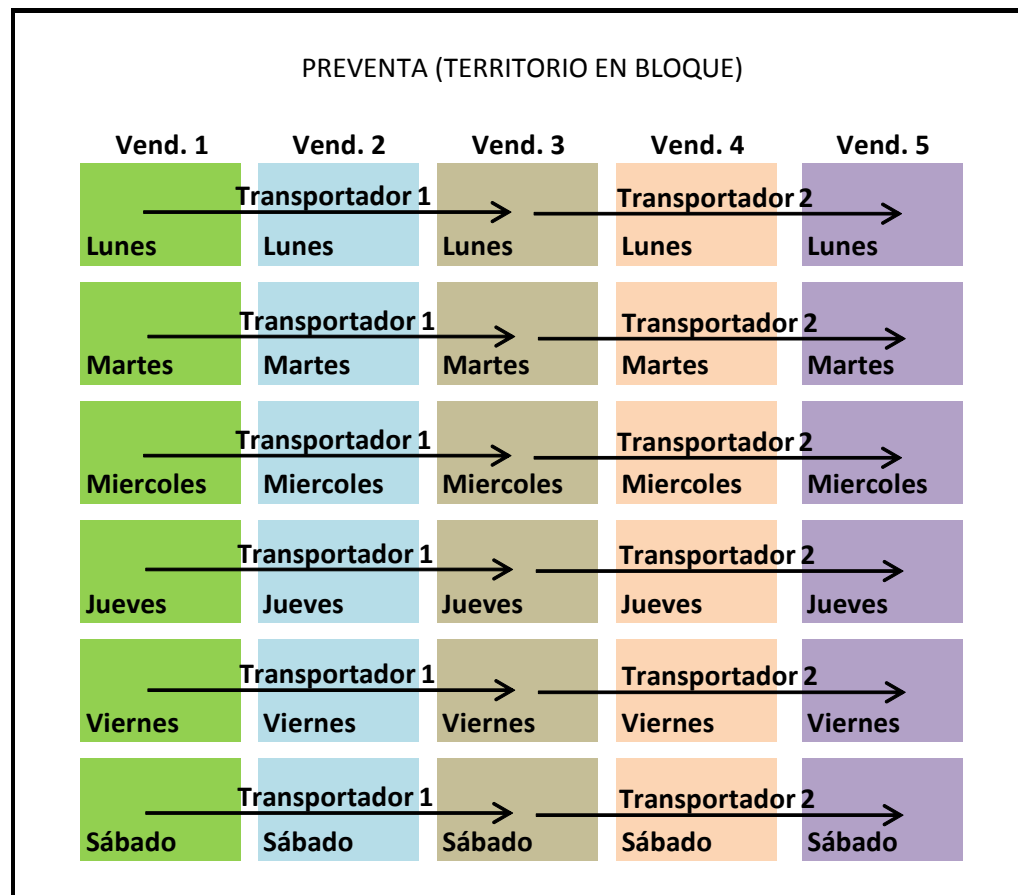 PREVENTA (TERRITORIO EN BLOQUE)
Vend. 1 Vend. 2 Vend. 3 Vend. 4 Vend. 5
Transportador 1 Transportador 2
Lunes Lunes Lunes Lunes Lunes
Transportador 1 Transportador 2
Martes Martes Martes Martes Martes
Transportador 1 Transportador 2
Miercoles Miercoles Miercoles Miercoles Miercoles
Transportador 1 Transportador 2
Jueves Jueves Jueves Jueves Jueves
Transportador 1 Transportador 2
Viernes Viernes Viernes Viernes Viernes
Transportador 1 Transportador 2
Sábado Sábado Sábado Sábado Sábado